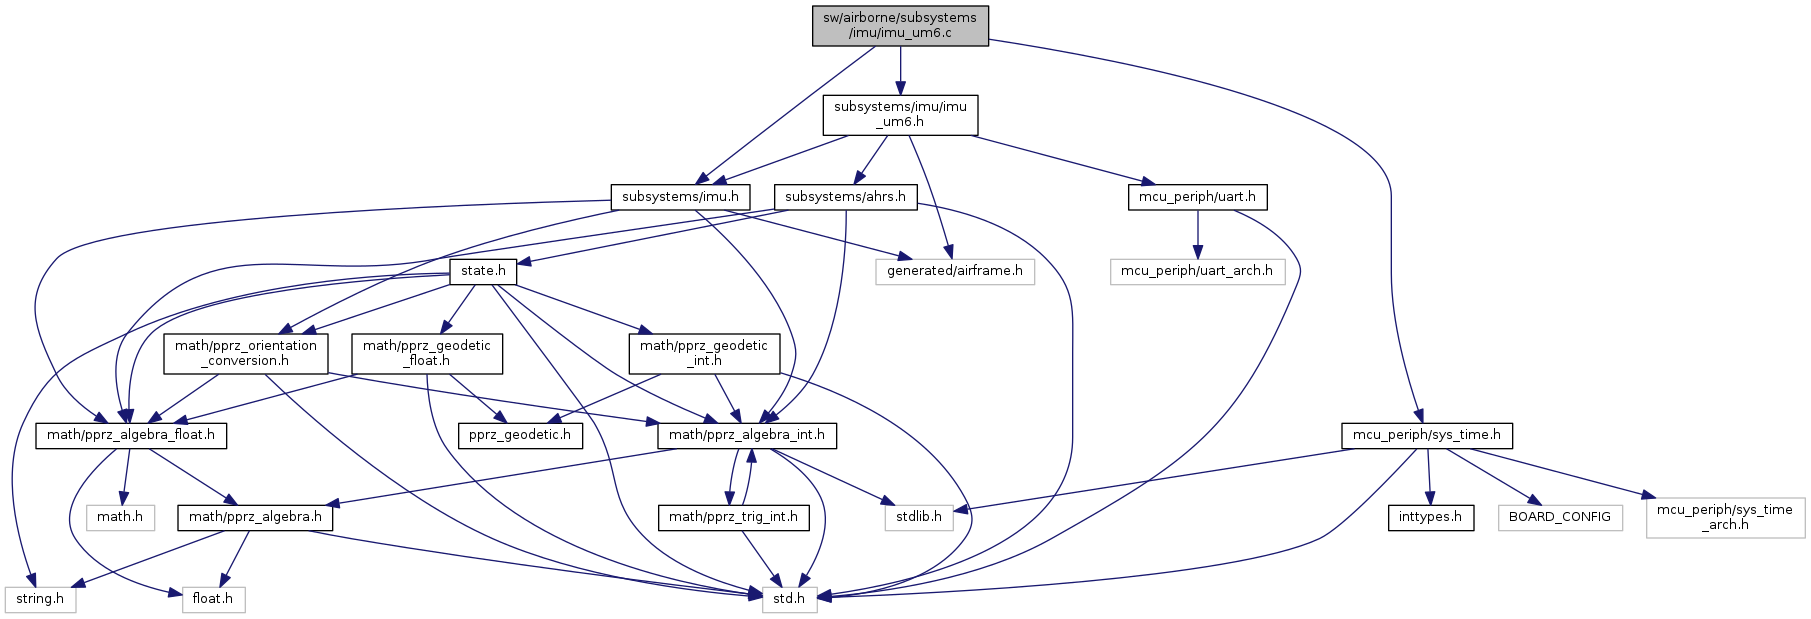 sw/airborne/subsystems
/imu/imu_um6.c
subsystems/imu/imu
_um6.h
subsystems/imu.h
subsystems/ahrs.h
mcu_periph/uart.h
state.h
generated/airframe.h
mcu_periph/uart_arch.h
math/pprz_orientation
_conversion.h
math/pprz_geodetic
_float.h
math/pprz_geodetic
_int.h
math/pprz_algebra_float.h
pprz_geodetic.h
math/pprz_algebra_int.h
mcu_periph/sys_time.h
math.h
math/pprz_algebra.h
math/pprz_trig_int.h
stdlib.h
inttypes.h
BOARD_CONFIG
mcu_periph/sys_time
_arch.h
string.h
float.h
std.h